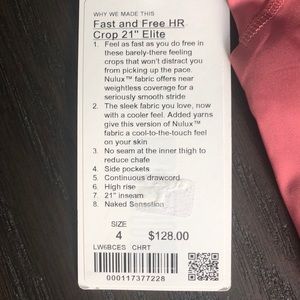 WHY WE MADE THIS
Fast and Free HR
Crop 21" Elite
1. Feel as fast as you do free in
these barely-there feeling
crops that won't distract you
from picking up the pace.
Nulux™ fabric offers near
weightless coverage for a
seriously smooth stride
2. The sleek fabric you love, now
with a cooler feel. Added yarns
give this version of Nulux™
fabric a cool-to-the-touch feel
on your skin
3. No seam at the inner thigh to
reduce chafe
4. Side pockets
5. Continuous drawcord
6. High rise
7. 21" inseam
8. Naked Sensation
SIZE
4 $128.00
LW6BCES CHRT
000117377228